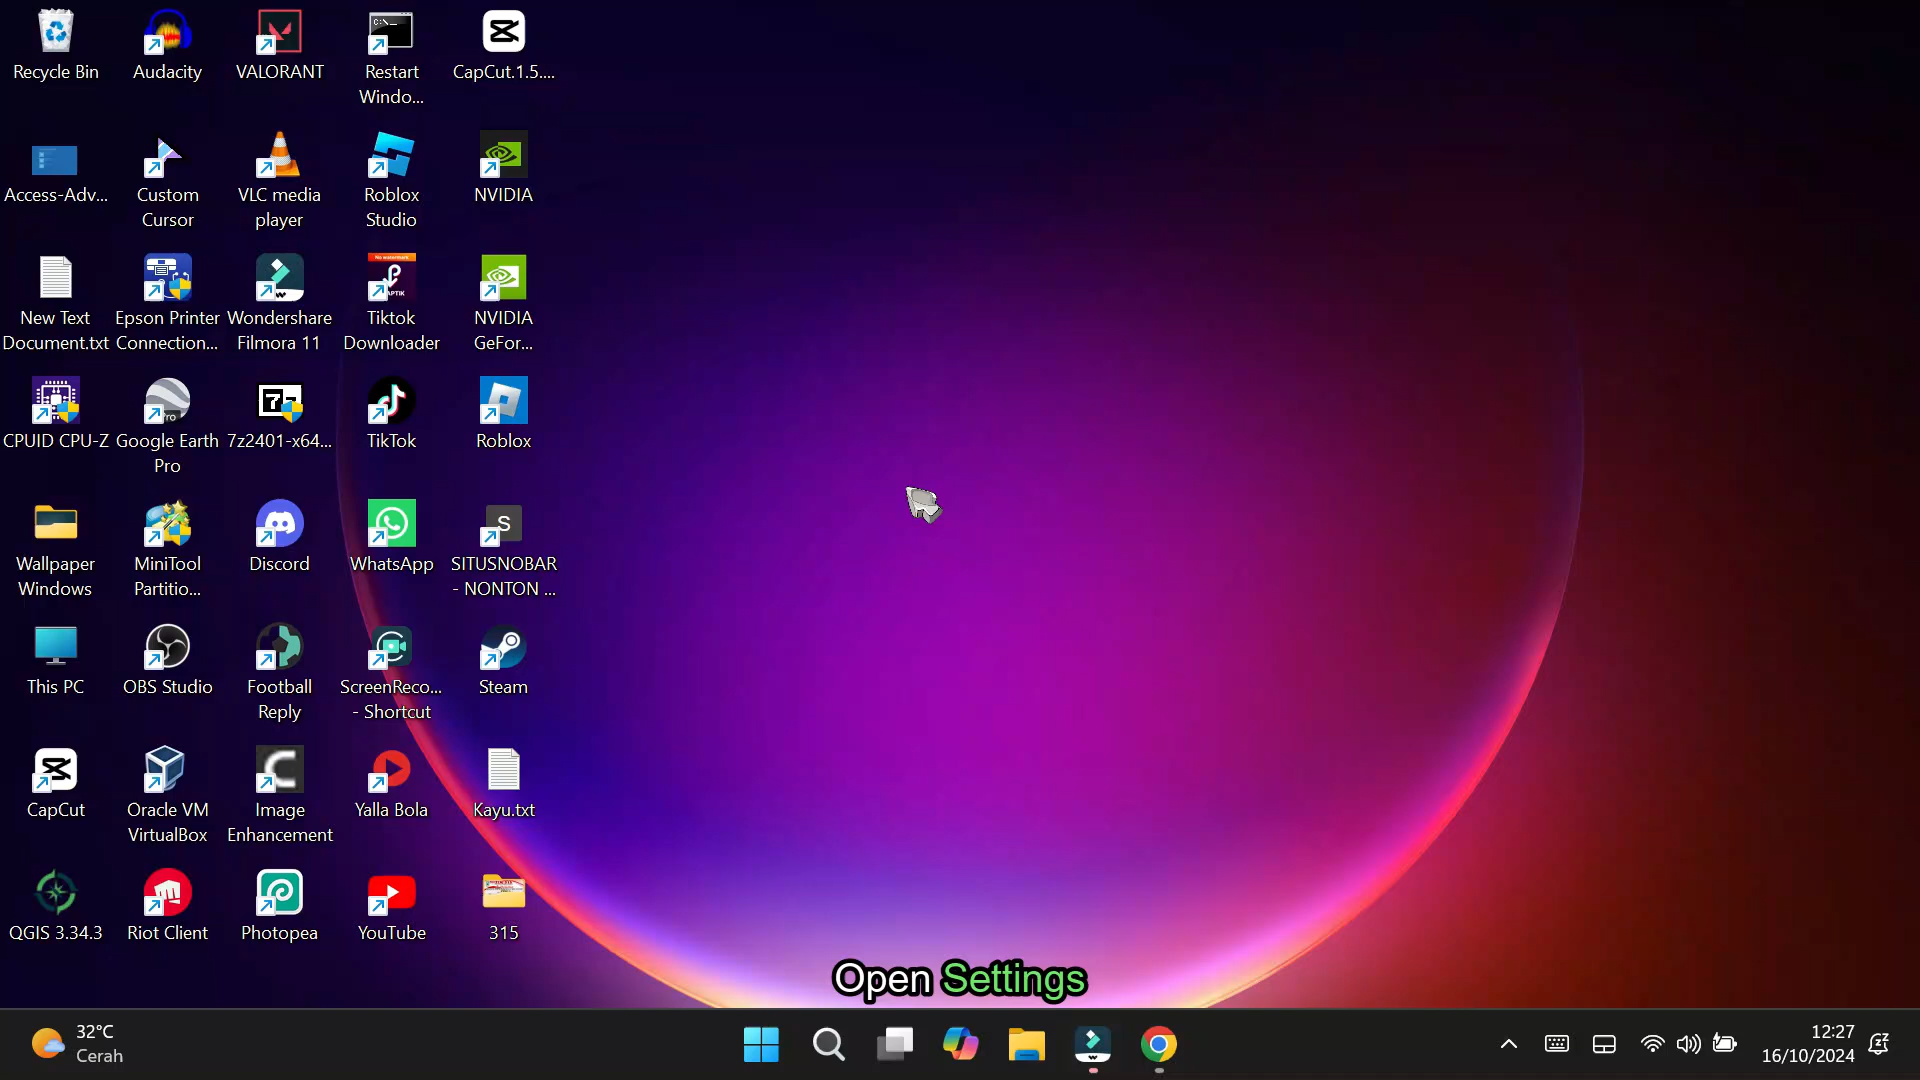 Recycle Bin
Audacity
VALORANT
Restart
Windo...
CapCut.1.5....
Access-Adv...
Custom
Cursor
VLC media
player
Roblox
Studio
NVIDIA
New Text
Document.txt
Epson Printer
Connection...
Wondershare
Filmora 11
No watermark
Tiktok
Downloader
NVIDIA
GeFor...
CPUID CPU-Z
Google Earth
Pro
7z2401-x64...
TikTok
Roblox
Wallpaper
Windows
MiniTool
Partitio...
Discord
WhatsApp
S
SITUSNOBAR
- NONTON ...
This PC
OBS Studio
Football
Reply
ScreenReco...
- Shortcut
Steam
CapCut
Oracle VM
VirtualBox
Image
Enhancement
Yalla Bola
Kayu.txt
QGIS 3.34.3
Riot Client
Photopea
YouTube
315
Open Settings
32°C
Cerah
12:27
16/10/2024